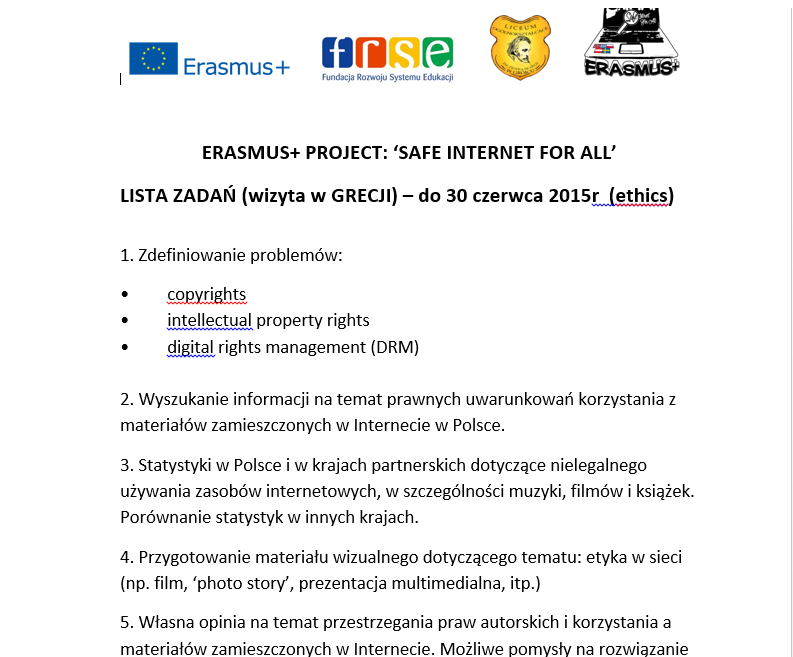 Erasmus+
frse
Fundacja Rozwoju Systemu Edukacji
LICEUM
ERASMUS+
ERASMUS+ PROJECT: ‘SAFE INTERNET FOR ALL’
LISTA ZADAŃ (wizyta w GRECJI) – do 30 czerwca 2015r (ethics)
1. Zdefiniowanie problemów:
• copyrights
• intellectual property rights
• digital rights management (DRM)
2. Wyszukanie informacji na temat prawnych uwarunkowań korzystania z
materiałów zamieszczonych w Internecie w Polsce.
3. Statystyki w Polsce i w krajach partnerskich dotyczące nielegalnego
używania zasobów internetowych, w szczególności muzyki, filmów i książek.
Porównanie statystyk w innych krajach.
4. Przygotowanie materiału wizualnego dotyczącego tematu: etyka w sieci
(np. film, ‘photo story’, prezentacja multimedialna, itp.)
5. Własna opinia na temat przestrzegania praw autorskich i korzystania a
materiałów zamieszczonych w Internecie. Możliwe pomysły na rozwiązanie